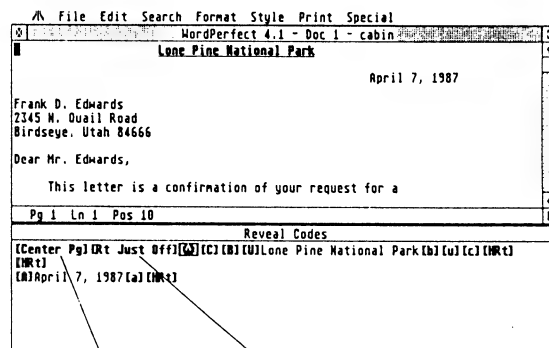 File Edit Search Format Style Print Special
WordPerfect 4.1 - Doc 1 - cabin
Lone Pine National Park
April 7, 1987
Frank D. Edwards
2345 N. Quail Road
Birdseye, Utah 84666
Dear Mr. Edwards,
This letter is a confirmation of your request for a
Pg 1 Ln 1 Pos 10
Reveal Codes
[Center Pg][Rt Just Off][C][B][U]Lone Pine National Park[b][u][c][HRt]
[HRt]
[A]April 7, 1987[a][HRt]